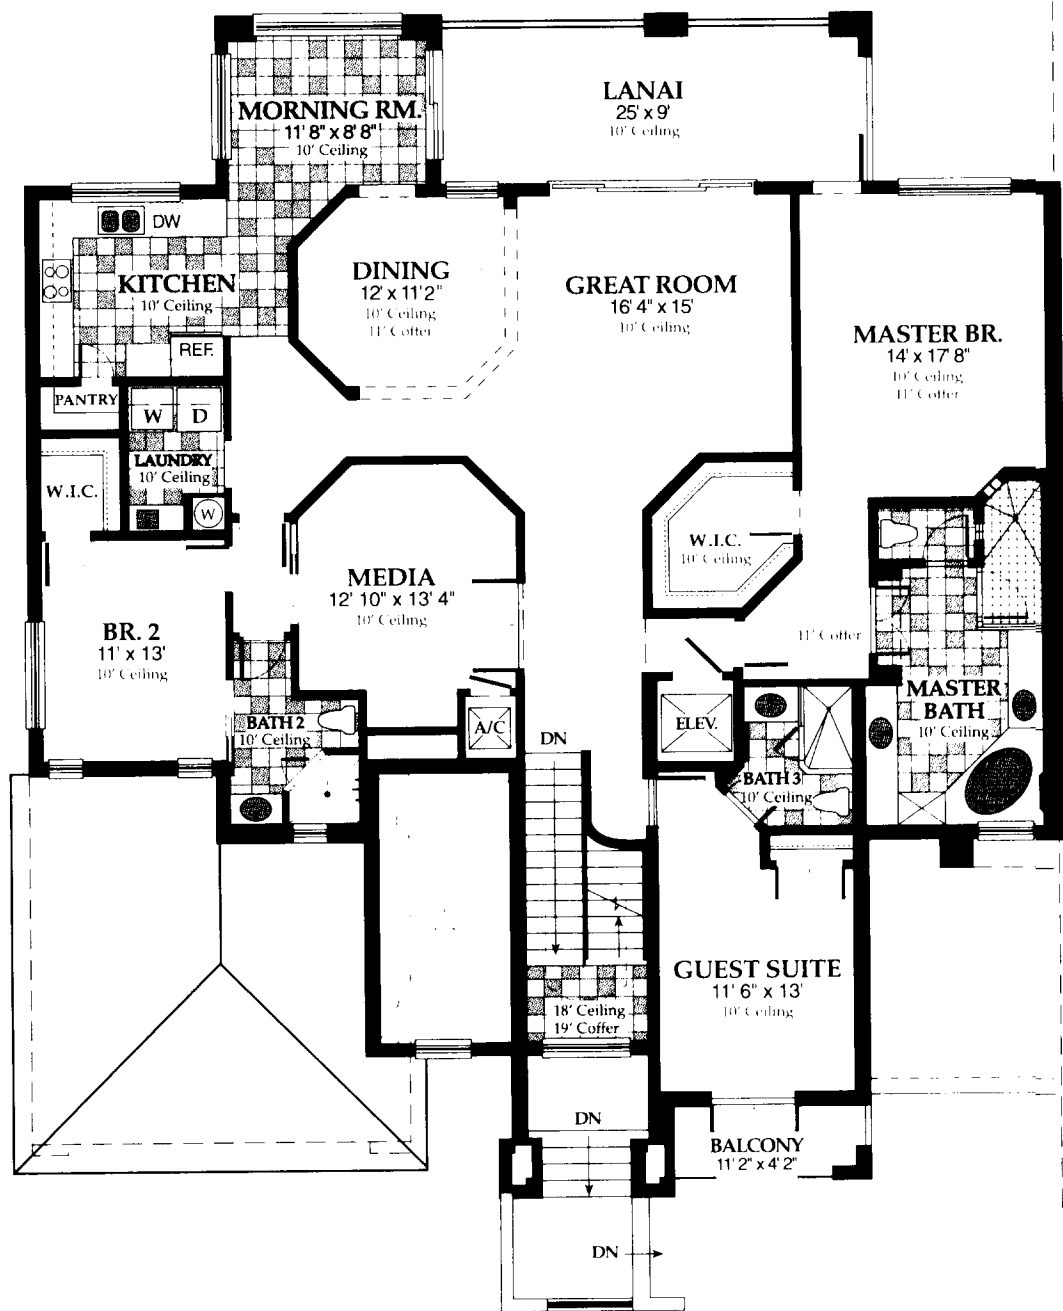 LANAI
25' x 9'
10' Ceiling
MORNING RM.
11' 8" x 8' 8"
10' Ceiling
DW
KITCHEN
10' Ceiling
REF.
DINING
12' x 11'2"
10' Ceiling
11' Coffer
GREAT ROOM
16' 4" x 15'
10' Ceiling
MASTER BR.
14' x 17' 8"
10' Ceiling
11' Coffer
PANTRY
W D
LAUNDRY
10' Ceiling
W.I.C.
W
MEDIA
12' 10" x 13' 4"
10' Ceiling
W.I.C.
10' Ceiling
BR. 2
11' x 13'
10' Ceiling
11' Coffer
MASTER
BATH
10' Ceiling
BATH 2
10' Ceiling
A/C
DN
ELEV.
BATH 3
10' Ceiling
GUEST SUITE
11' 6" x 13'
10' Ceiling
18' Ceiling
19' Coffer
DN
BALCONY
11' 2" x 4' 2"
DN